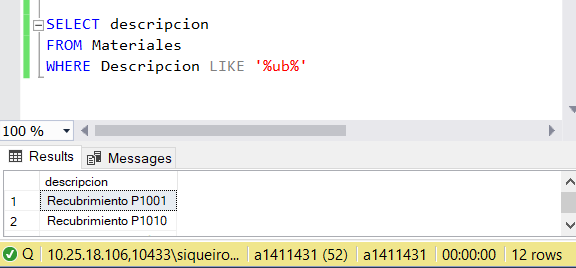 SELECT descripcion
FROM Materiales
WHERE Descripcion LIKE '%ub%'
100 %
Results Messages
descripcion
1 Recubrimiento P1001
2 Recubrimiento P1010
Q 10.25.18.106,10433\siqueiro... a1411431 (52) a1411431 00:00:00 12 rows